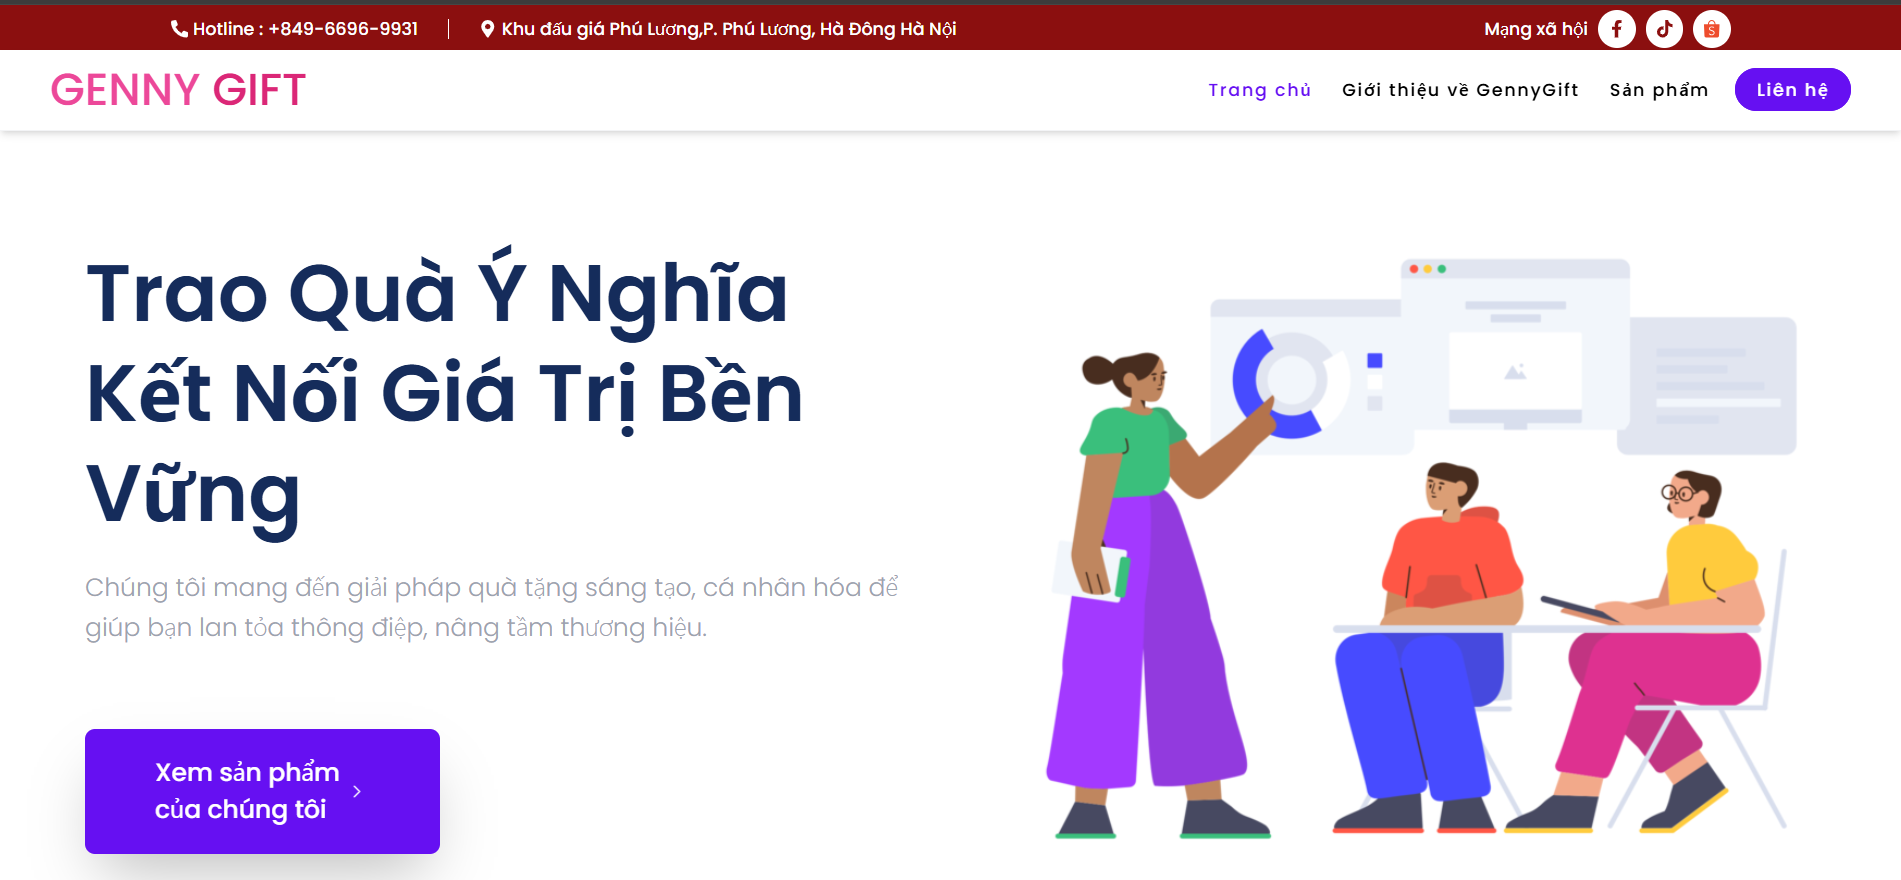 Hotline : +849-6696-9931
Khu đấu giá Phú Lương,P. Phú Lương, Hà Đông Hà Nội
Mạng xã hội
GENNY GIFT
Trang chủ
Giới thiệu về GennyGift
Sản phẩm
Liên hệ
Trao Quà Ý Nghĩa
Kết Nối Giá Trị Bền
Vững
Chúng tôi mang đến giải pháp quà tặng sáng tạo, cá nhân hóa để
giúp bạn lan tỏa thông điệp, nâng tầm thương hiệu.
Xem sản phẩm
của chúng tôi